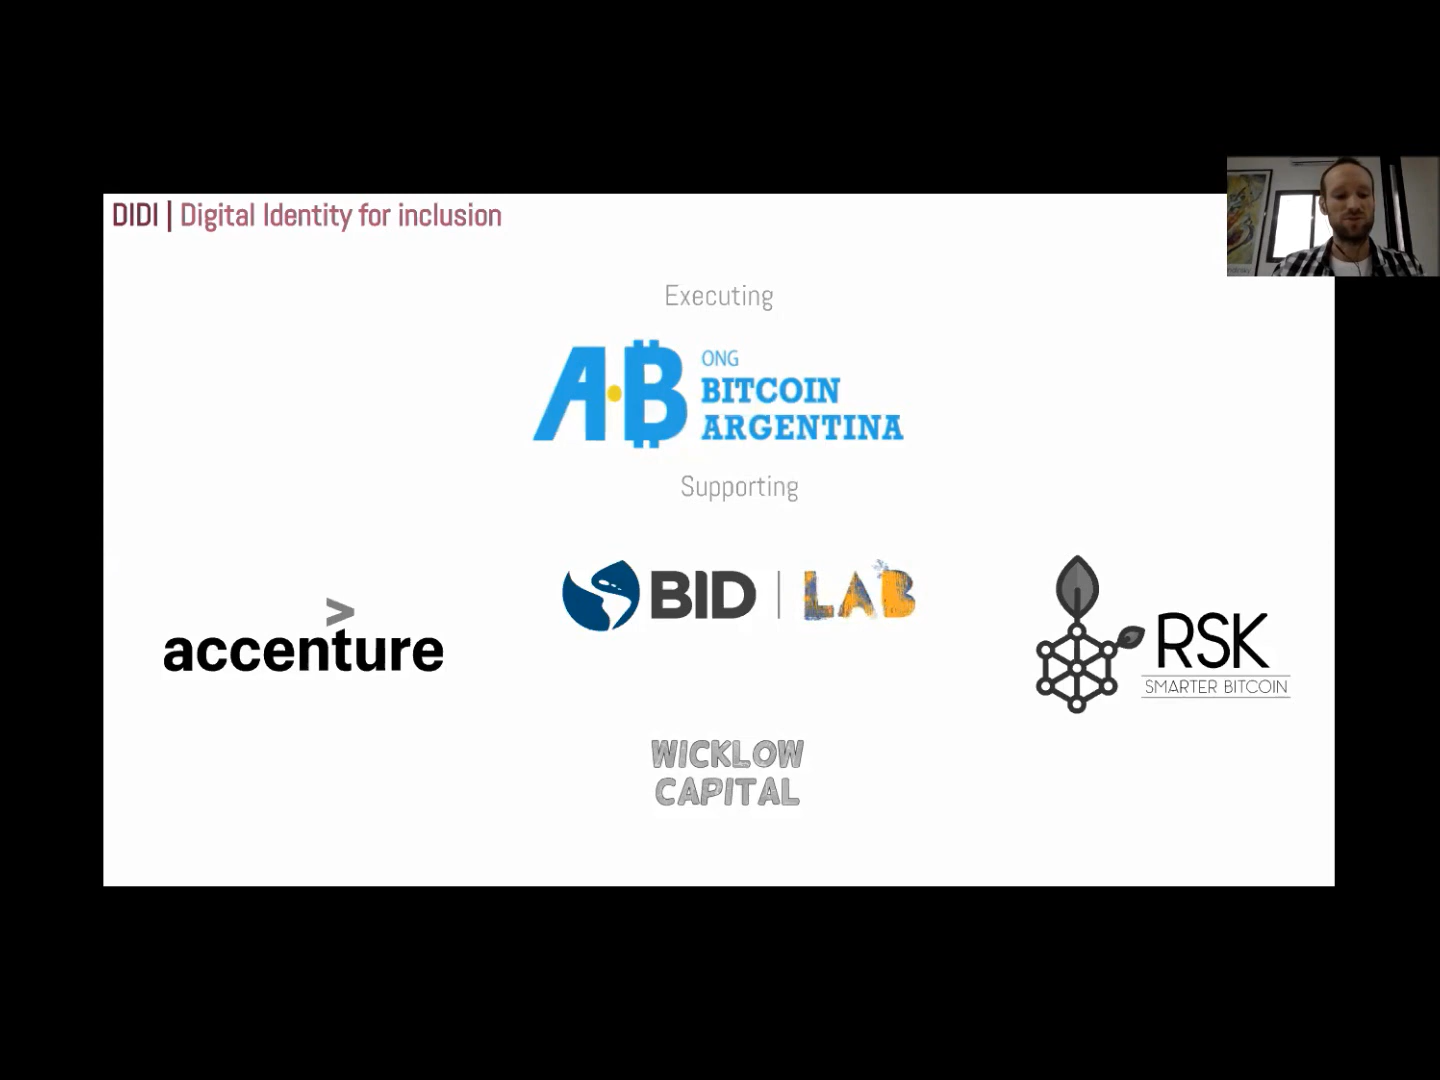 DIDI | Digital Identity for inclusion
Executing
A·B
ONG
BITCOIN
ARGENTINA
Supporting
>
accenture
BID | LAB
RSK
SMARTER BITCOIN
WICKLOW
CAPITAL